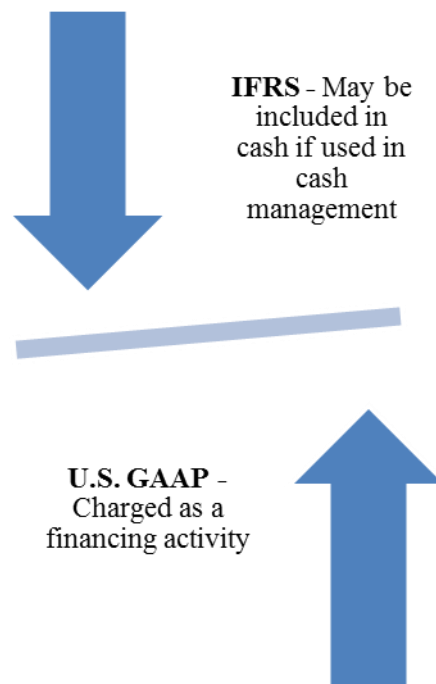 IFRS - May be
included in
cash if used in
cash
management
U.S. GAAP -
Charged as a
financing activity